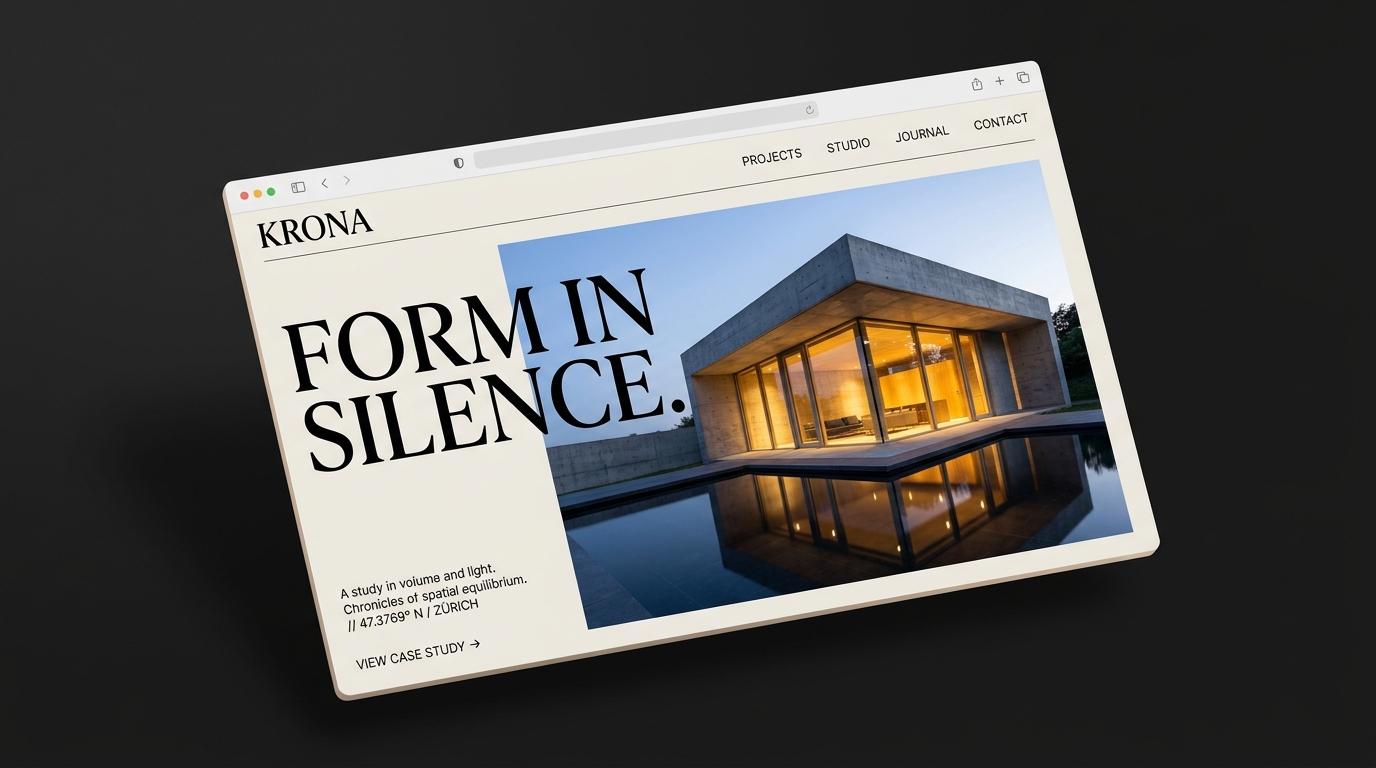 KRONA
PROJECTS STUDIO JOURNAL CONTACT
FORM IN
SILENCE.
A study in volume and light.
Chronicles of spatial equilibrium.
// 47.3769° N / ZÜRICH
VIEW CASE STUDY →